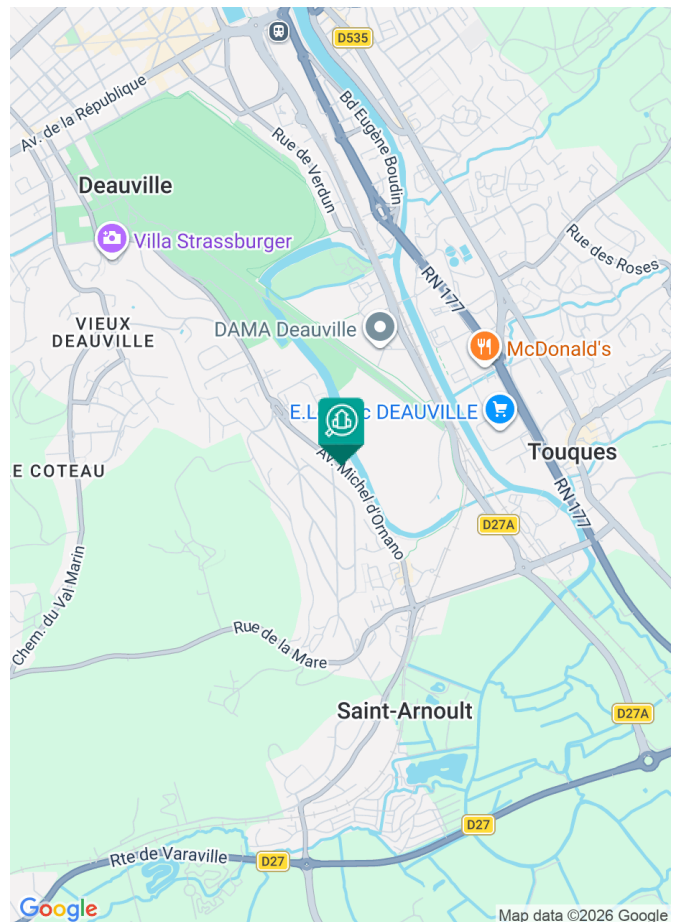 D535
Av. de la République
Bd Eugène Boudin
Rue de Verdun
Deauville
Villa Strassburger
Rue des Roses
RN 177
VIEUX
DEAUVILLE
DAMA Deauville
McDonald's
E.L
c DEAUVILLE
E COTEAU
Av. Michel d'Ornano
Touques
RN 177
D27A
Chem. du Val Marin
Rue de la Mare
Saint-Arnoult
D27A
D27
Rte de Varaville
D27
Google
Map data ©2026 Google